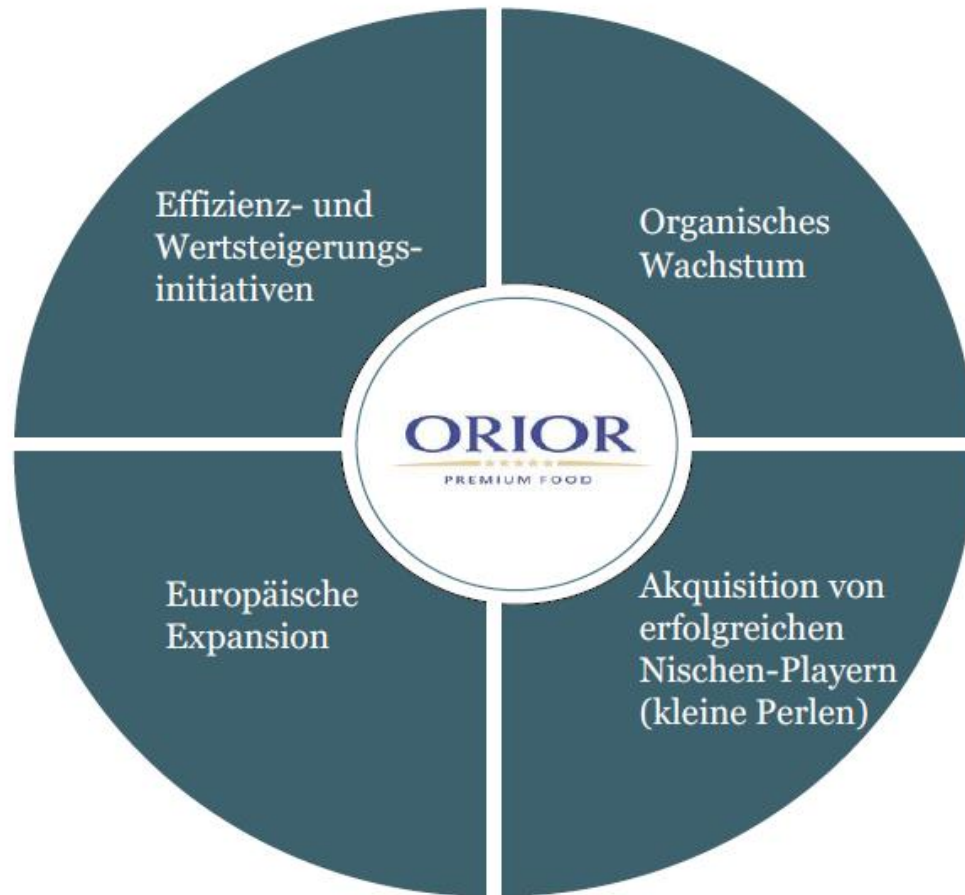 Effizienz- und
Wertsteigerungs-
initiativen
Organisches
Wachstum
ORIOR
PREMIUM FOOD
Europäische
Expansion
Akquisition von
erfolgreichen
Nischen-Playern
(kleine Perlen)